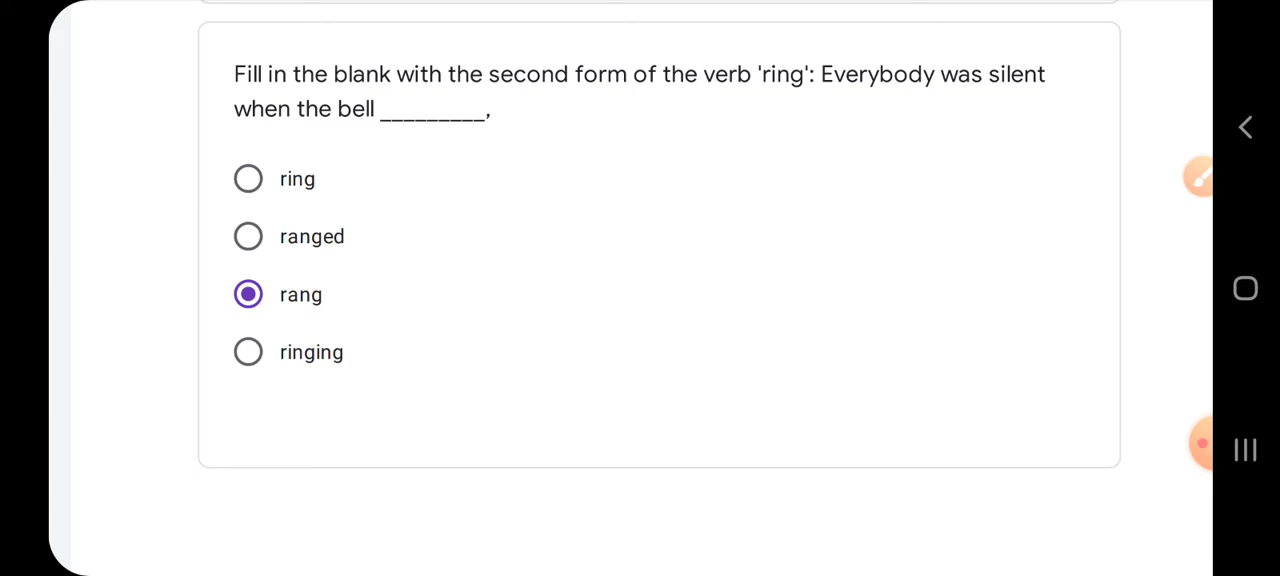 Fill in the blank with the second form of the verb 'ring': Everybody was silent
when the bell _________,
ring
ranged
rang
ringing